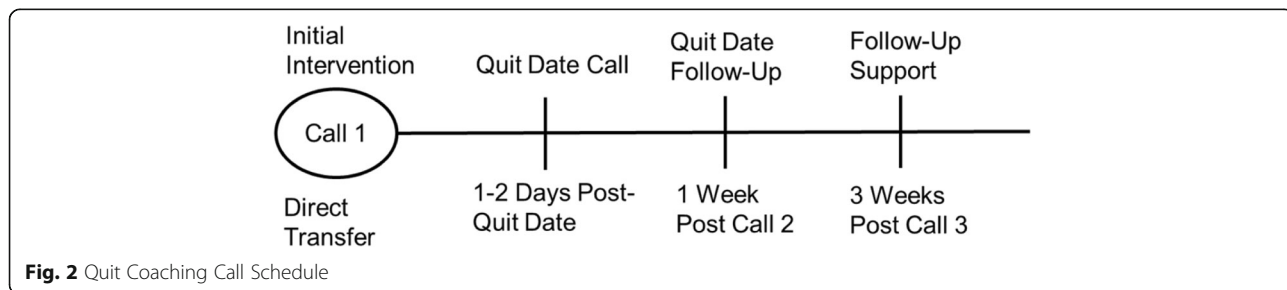 Initial
Intervention
Call 1
Direct
Transfer
Quit Date Call
1-2 Days Post-
Quit Date
Quit Date
Follow-Up
1 Week
Post Call 2
Follow-Up
Support
3 Weeks
Post Call 3
Fig. 2 Quit Coaching Call Schedule